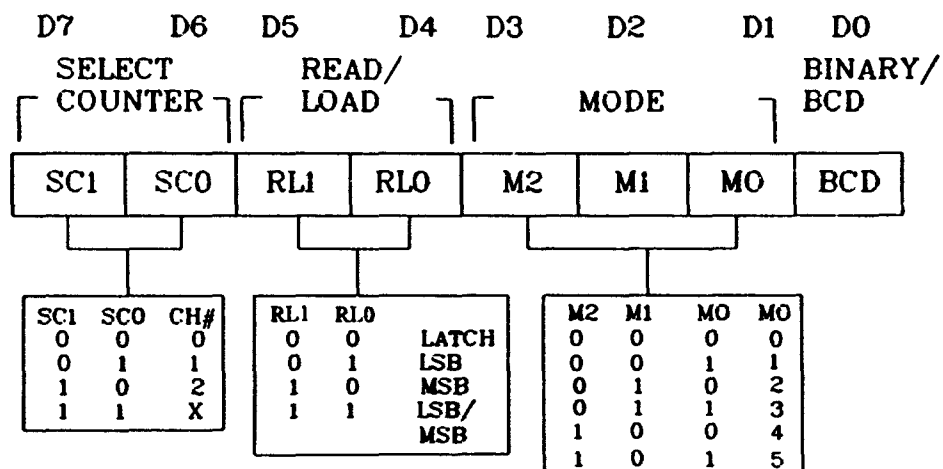 D7 D6 D5 D4 D3 D2 D1 D0
SELECT READ/ BINARY/
COUNTER LOAD MODE BCD
SC1 SC0 RL1 RL0 M2 M1 M0 BCD
SC1 SC0 CH#
0 0 0
0 1 1
1 0 2
1 1 X
RL1 RL0
0 0 LATCH
0 1 LSB
1 0 MSB
1 1 LSB/
MSB
M2 M1 M0 MO
0 0 0 0
0 0 1 1
0 1 0 2
0 1 1 3
1 0 0 4
1 0 1 5